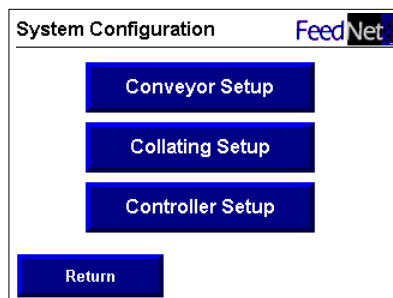 System Configuration
FeedNet
Conveyor Setup
Collating Setup
Controller Setup
Return